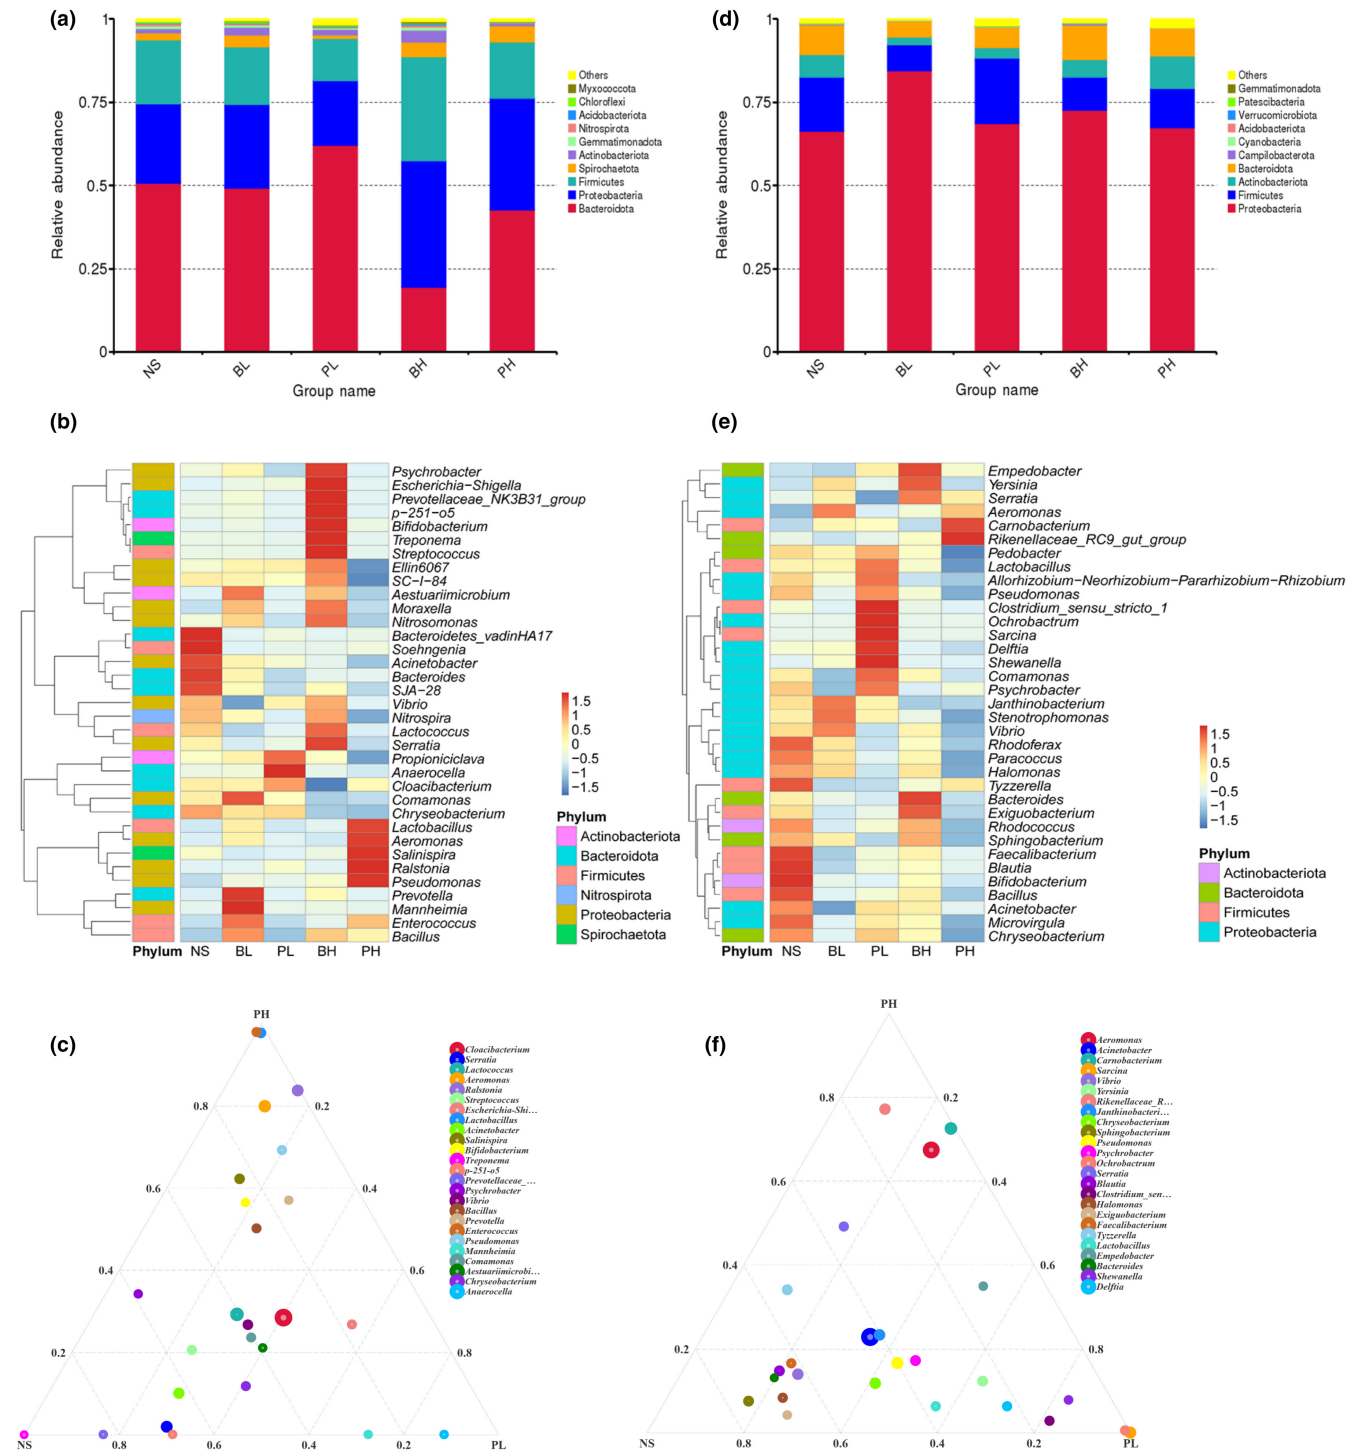 (a)
1
0.75
0.5
0.25
0
Relative abundance
NS
BL
PL
BH
PH
Group name
Others
Myxococcota
Chloroflexi
Acidobacteriota
Nitrospirota
Gemmatimonadota
Actinobacteriota
Spirochaetota
Firmicutes
Proteobacteria
Bacteroidota
(d)
1
0.75
0.5
0.25
0
Relative abundance
NS
BL
PL
BH
PH
Group name
Others
Gemmatimonadota
Patescibacteria
Verrucomicrobiota
Acidobacteriota
Cyanobacteria
Campilobacterota
Bacteroidota
Actinobacteriota
Firmicutes
Proteobacteria
(b)
Psychrobacter
Escherichia−Shigella
Prevotellaceae_NK3B31_group
p−251−o5
Bifidobacterium
Treponema
Streptococcus
Ellin6067
SC−I−84
Aestuariimicrobium
Moraxella
Nitrosomonas
Bacteroidetes_vadinHA17
Soehngenia
Acinetobacter
Bacteroides
SJA−28
Vibrio
Nitrospira
Lactococcus
Serratia
Propioniciclava
Anaerocella
Cloacibacterium
Comamonas
Chryseobacterium
Lactobacillus
Aeromonas
Salinispira
Ralstonia
Pseudomonas
Prevotella
Mannheimia
Enterococcus
Bacillus
Phylum NS BL PL BH PH
1.5
1
0.5
0
−0.5
−1
−1.5
Phylum
Actinobacteriota
Bacteroidota
Firmicutes
Nitrospirota
Proteobacteria
Spirochaetota
(e)
Empedobacter
Yersinia
Serratia
Aeromonas
Carnobacterium
Rikenellaceae_RC9_gut_group
Pedobacter
Lactobacillus
Allorhizobium−Neorhizobium−Pararhizobium−Rhizobium
Pseudomonas
Clostridium_sensu_stricto_1
Ochrobactrum
Sarcina
Delftia
Shewanella
Comamonas
Psychrobacter
Janthinobacterium
Stenotrophomonas
Vibrio
Rhodoferax
Paracoccus
Halomonas
Tyzzerella
Bacteroides
Exiguobacterium
Rhodococcus
Sphingobacterium
Faecalibacterium
Blautia
Bifidobacterium
Bacillus
Acinetobacter
Microvirgula
Chryseobacterium
Phylum NS BL PL BH PH
1.5
1
0.5
0
−0.5
−1
−1.5
Phylum
Actinobacteriota
Bacteroidota
Firmicutes
Proteobacteria
(c)
PH
0.8 0.2
0.6 0.4
0.4 0.6
0.2 0.8
NS 0.8 0.6 0.4 0.2 PL
Cloacibacterium
Serratia
Lactococcus
Aeromonas
Ralstonia
Streptococcus
Escherichia-Shi...
Lactobacillus
Acinetobacter
Salinispira
Bifidobacterium
Treponema
p-251-o5
Prevotellaceae_...
Psychrobacter
Vibrio
Bacillus
Prevotella
Enterococcus
Pseudomonas
Mannheimia
Comamonas
Aestuariimicrobi...
Chryseobacterium
Anaerocella
(f)
PH
0.8 0.2
0.6 0.4
0.4 0.6
0.2 0.8
NS 0.8 0.6 0.4 0.2 PL
Aeromonas
Acinetobacter
Carnobacterium
Sarcina
Vibrio
Yersinia
Rikenellaceae_R...
Janthinobacteri...
Chryseobacterium
Sphingobacterium
Pseudomonas
Psychrobacter
Ochrobactrum
Serratia
Blautia
Clostridium_sen...
Halomonas
Exiguobacterium
Faecalibacterium
Tyzzerella
Lactobacillus
Empedobacter
Bacteroides
Shewanella
Delftia